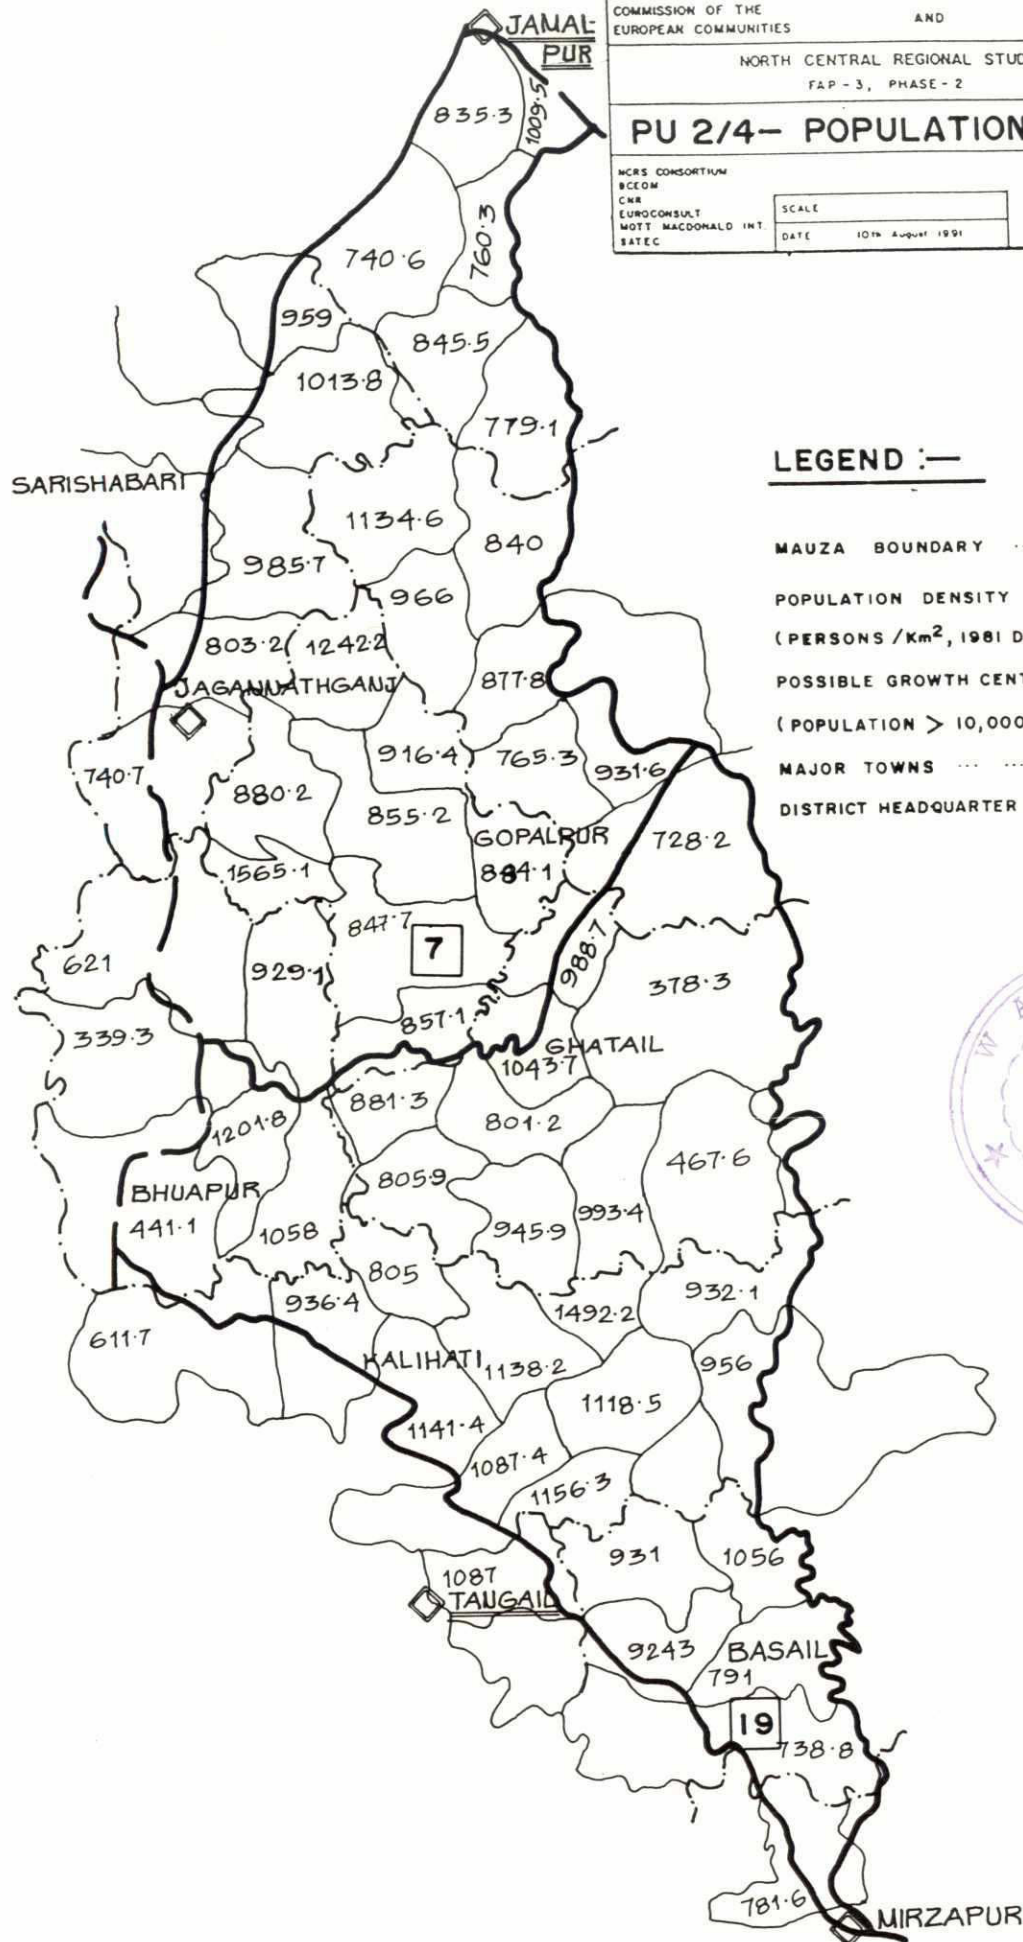 COMMISSION OF THE
EUROPEAN COMMUNITIES
AND
NORTH CENTRAL REGIONAL
FAP - 3, PHASE - 2
PU 2/4- POPULATION
NCRS CONSORTIUM
BCEOM
CNR
EUROCONSULT
MOTT MACDONALD INT.
SATEC
SCALE
DATE 10th August 1991
JAMAL-
PUR
835.3
1009.5
760.3
740.6
959
845.5
1013.8
779.1
LEGEND :—
SARISHABARI
1134.6
840
985.7
MAUZA BOUNDARY
966
POPULATION DENSITY
803.2
1242.2
(PERSONS /Km², 1981
877.8
JAGANNATHGANJ
POSSIBLE GROWTH
(POPULATION > 10,000
916.4
765.3
931.6
740.7
MAJOR TOWNS ... ...
880.2
DISTRICT HEADQUARTER
855.2
GOPALPUR
728.2
884.1
1565.1
847.7
7
988.7
621
929.1
378.3
857.1
339.3
GHATAIL
1043.7
881.3
1201.8
801.2
467.6
W A
805.9
BHUAPUR
441.1
1058
945.9
993.4
805
932.1
936.4
1492.2
611.7
KALIHATI
1138.2
956
1118.5
1141.4
1087.4
1156.3
931
1056
1087
TANGAIL
9243
BASAIL
791
19
738.8
781.6
MIRZAPUR